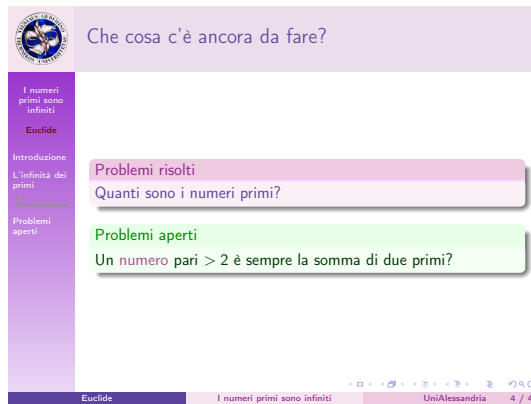 Che cosa c'è ancora da fare?
I numeri
primi sono
infiniti
Euclide
Introduzione
L'infinità dei
primi
Problemi
aperti
Problemi risolti
Quanti sono i numeri primi?
Problemi aperti
Un numero pari > 2 è sempre la somma di due primi?
Euclide
I numeri primi sono infiniti
UniAlessandria
4 / 4